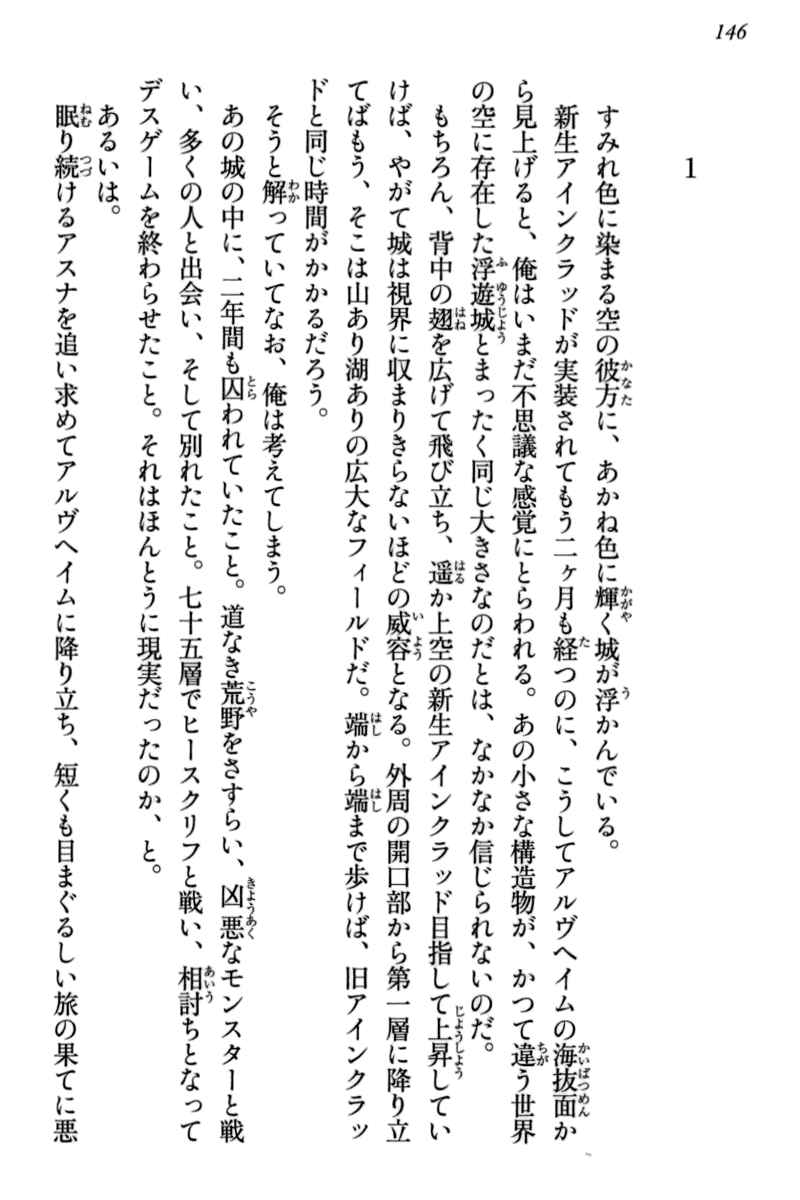 146
1
すみれ色に染まる空の彼方に、あかね色に輝く城が浮かんでいる。
新生アインクラッドが実装されてもう二ヶ月も経つのに、こうしてアルヴヘイムの海抜面か
ら見上げると、俺はいまだ不思議な感覚にとらわれる。あの小さな構造物が、かつて違う世界
の空に存在した浮遊城とまったく同じ大きさなのだとは、なかなか信じられないのだ。
もちろん、背中の翅を広げて飛び立ち、遥か上空の新生アインクラッド目指して上昇してい
けば、やがて城は視界に収まりきらないほどの威容となる。外周の開口部から第一層に降り立
てばもう、そこは山あり湖ありの広大なフィールドだ。端から端まで歩けば、旧アインクラッ
ドと同じ時間がかかるだろう。
そうと解っていてなお、俺は考えてしまう。
あの城の中に、二年間も囚われていたこと。道なき荒野をさすらい、凶悪なモンスターと戦
い、多くの人と出会い、そして別れたこと。七十五層でヒースクリフと戦い、相討ちとなって
デスゲームを終わらせたこと。それはほんとうに現実だったのか、と。
あるいは。
眠り続けるアスナを追い求めてアルヴヘイムに降り立ち、短くも目まぐるしい旅の果てに悪